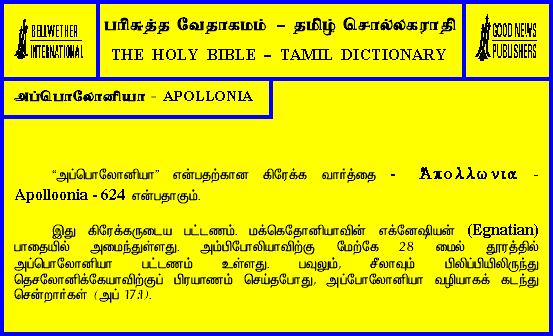 BELLWETHER
INTERNATIONAL
பரிசுத்த வேதாகமம் – தமிழ் சொல்லகராதி
THE HOLY BIBLE – TAMIL DICTIONARY
GOOD NEWS
PUBLISHERS
அப்பொலோனியா - APOLLONIA
“அப்பொலோனியா” என்பதற்கான கிரேக்க வார்த்தை - Ἀπολλωνια -
Apolloonia - 624 என்பதாகும்.
இது கிரேக்கருடைய பட்டணம். மக்கெதோனியாவின் எக்னேஷியன் (Egnatian)
பாதையில் அமைந்துள்ளது. அம்பிபோலியாவிற்கு மேற்கே 28 மைல் தூரத்தில்
அப்பொலோனியா பட்டணம் உள்ளது. பவுலும், சீலாவும் பிலிப்பியிலிருந்து
தெசலோனிக்கேயாவிற்குப் பிரயாணம் செய்தபோது, அப்போலோனியா வழியாகக் கடந்து
சென்றார்கள் (அப் 17:1).